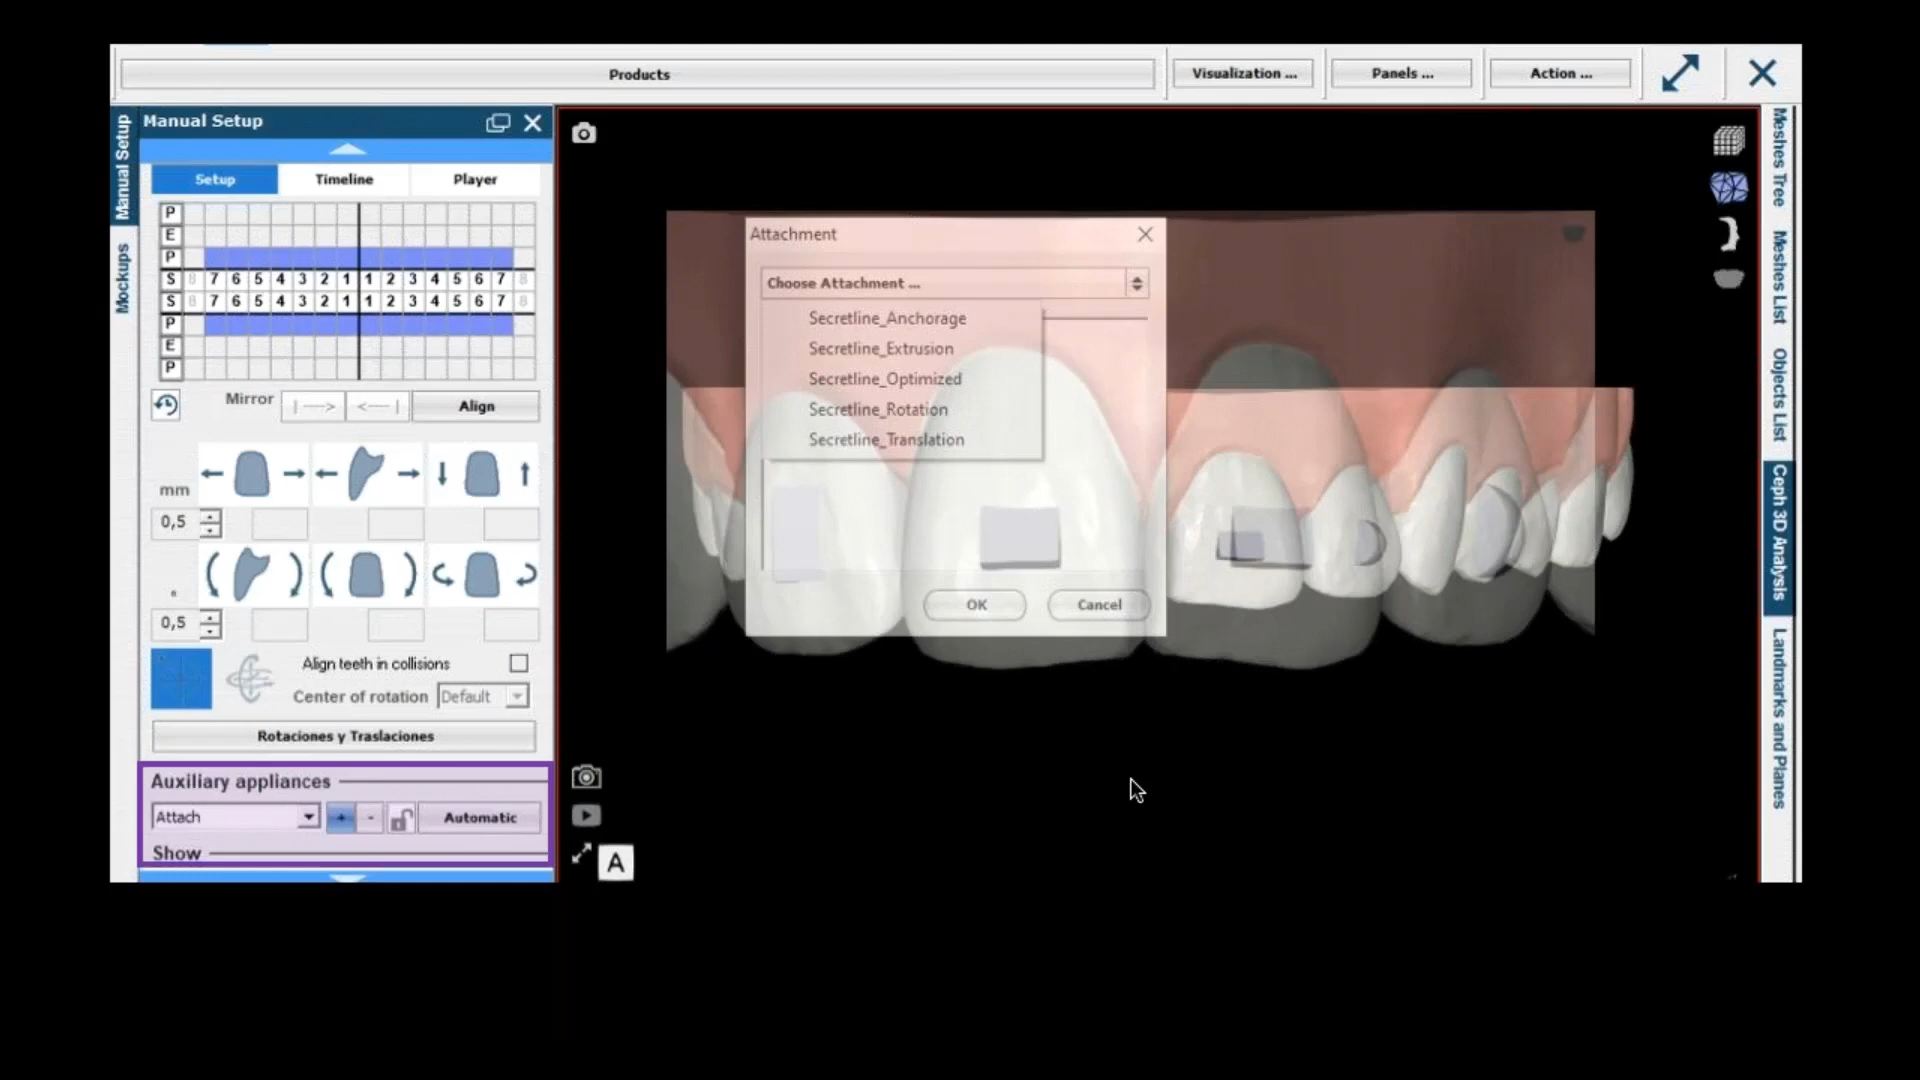 Products
Visualization ...
Panels ...
Action ...
Manual Setup
Mockups
Manual Setup
Setup
Timeline
Player
P
E
P
S 8 7 6 5 4 3 2 1 1 2 3 4 5 6 7 8
S 8 7 6 5 4 3 2 1 1 2 3 4 5 6 7 8
P
E
P
Mirror
|--->
<---|
Align
mm
0,5
°
0,5
Align teeth in collisions
Center of rotation
Default
Rotaciones y Traslaciones
Auxiliary appliances
Attach
+
-
Automatic
Show
Attachment
Choose Attachment ...
Secretline_Anchorage
Secretline_Extrusion
Secretline_Optimized
Secretline_Rotation
Secretline_Translation
OK
Cancel
A
Meshes Tree
Meshes List
Objects List
Ceph 3D Analysis
Landmarks and Planes